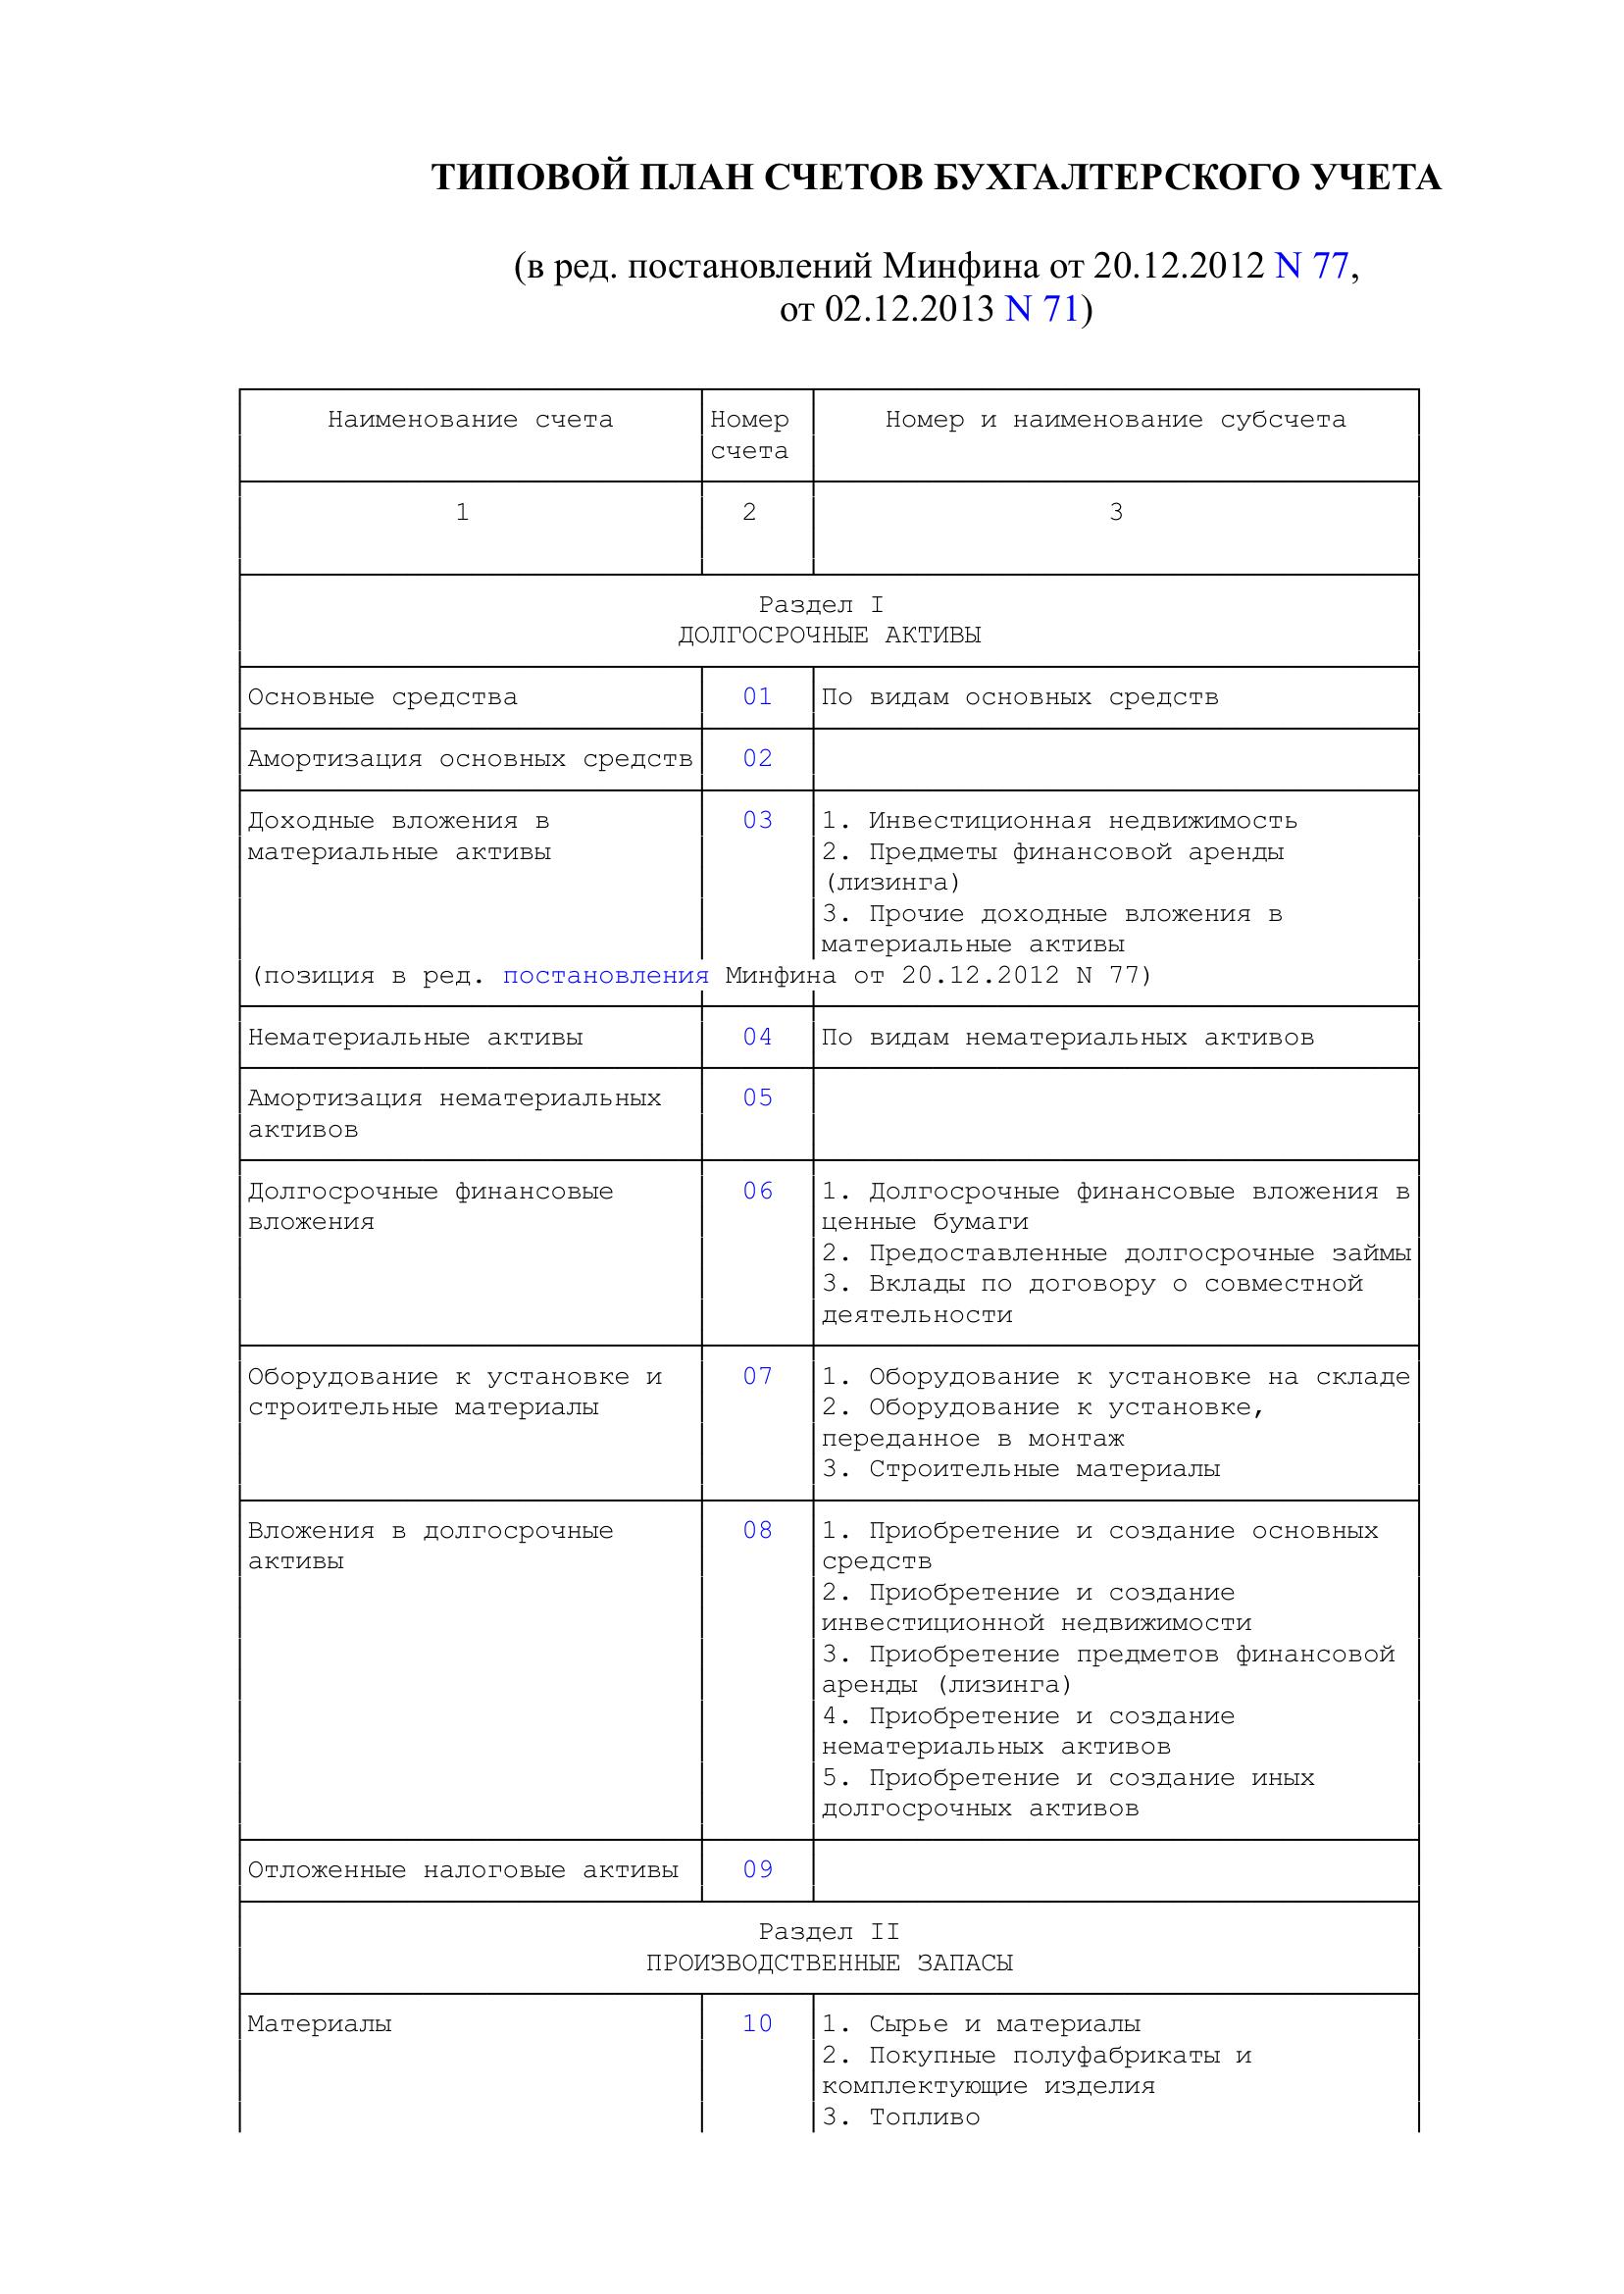 ТИПОВОЙ ПЛАН СЧЕТОВ БУХГАЛТЕРСКОГО УЧЕТА
(в ред. постановлений Минфина от 20.12.2012 N 77,
от 02.12.2013 N 71)
Наименование счета Номер Номер и наименование субсчета
счета
1 2 3
Раздел I
ДОЛГОСРОЧНЫЕ АКТИВЫ
Основные средства 01 По видам основных средств
Амортизация основных средств 02
Доходные вложения в 03 1. Инвестиционная недвижимость
материальные активы 2. Предметы финансовой аренды
(лизинга)
3. Прочие доходные вложения в
материальные активы
(позиция в ред. постановления Минфина от 20.12.2012 N 77)
Нематериальные активы 04 По видам нематериальных активов
Амортизация нематериальных 05
активов
Долгосрочные финансовые 06 1. Долгосрочные финансовые вложения в
вложения ценные бумаги
2. Предоставленные долгосрочные займы
3. Вклады по договору о совместной
деятельности
Оборудование к установке и 07 1. Оборудование к установке на складе
строительные материалы 2. Оборудование к установке,
переданное в монтаж
3. Строительные материалы
Вложения в долгосрочные 08 1. Приобретение и создание основных
активы средств
2. Приобретение и создание
инвестиционной недвижимости
3. Приобретение предметов финансовой
аренды (лизинга)
4. Приобретение и создание
нематериальных активов
5. Приобретение и создание иных
долгосрочных активов
Отложенные налоговые активы 09
Раздел II
ПРОИЗВОДСТВЕННЫЕ ЗАПАСЫ
Материалы 10 1. Сырье и материалы
2. Покупные полуфабрикаты и
комплектующие изделия
3. Топливо